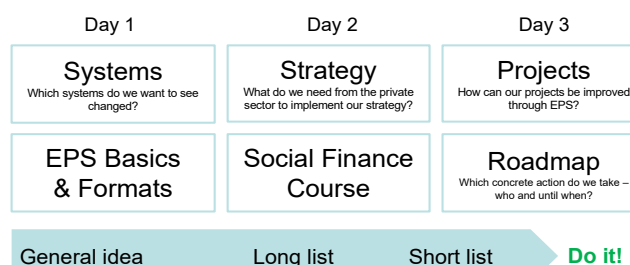 Day 1
Day 2
Day 3
Systems
Which systems do we want to see
changed?
Strategy
What do we need from the private
sector to implement our strategy?
Projects
How can our projects be improved
through EPS?
EPS Basics
& Formats
Social Finance
Course
Roadmap
Which concrete action do we take –
who and until when?
General idea
Long list
Short list
Do it!